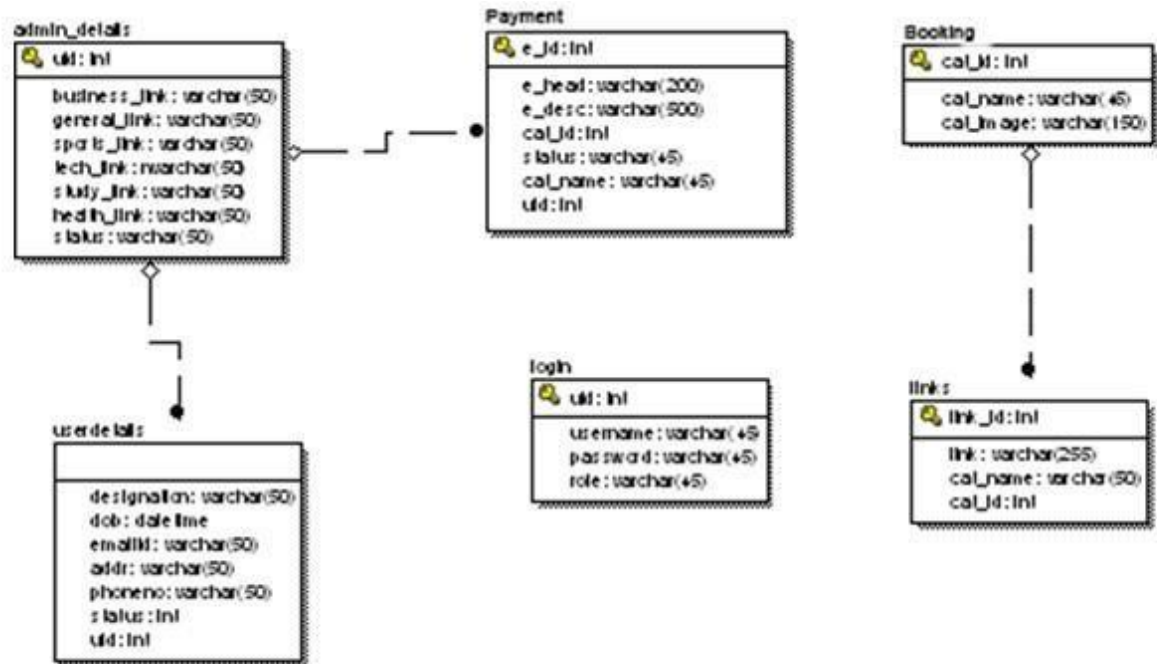 admin_details
uid: int
business_link: varchar(50)
general_link: varchar(50)
sports_link: varchar(50)
tech_link: nvarchar(50)
study_link: varchar(50)
health_link: varchar(50)
status: varchar(50)
Payment
e_id: int
e_head: varchar(200)
e_desc: varchar(500)
cat_id: int
status: varchar(45)
cat_name: varchar(45)
uid: int
Booking
cat_id: int
cat_name: varchar(45)
cat_image: varchar(150)
userdetails
designation: varchar(50)
dob: datetime
emailid: varchar(50)
addr: varchar(50)
phoneno: varchar(50)
status: int
uid: int
login
uid: int
username: varchar(45)
password: varchar(45)
role: varchar(45)
links
link_id: int
link: varchar(255)
cat_name: varchar(50)
cat_id: int